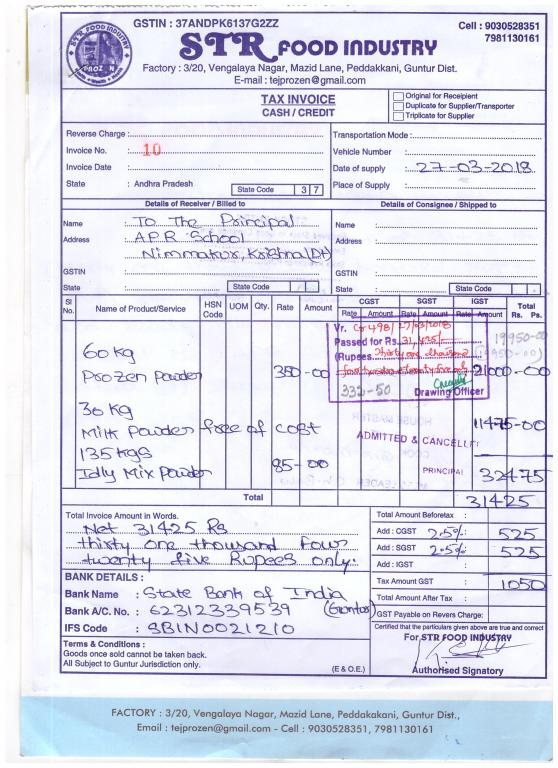 GSTIN : 37ANDPK6137G2ZZ
Cell : 9030528351
7981130161
STR FOOD INDUSTRY
PROZEN
STR FOOD INDUSTRY
Factory : 3/20, Vengalaya Nagar, Mazid Lane, Peddakkani, Guntur Dist.
E-mail : tejprozen@gmail.com
TAX INVOICE
CASH / CREDIT
Original for Receipient
Duplicate for Supplier/Transporter
Triplicate for Supplier
Reverse Charge :
Invoice No. : 10
Invoice Date :
State : Andhra Pradesh
State Code 3 7
Transportation Mode :
Vehicle Number :
Date of supply : 27-03-2018
Place of Supply :
Details of Receiver / Billed to
Name : To The Principal
Address : A.P.R School
Nimmakur, Krishna (Dt)
GSTIN :
State : State Code
Details of Consignee / Shipped to
Name :
Address :
GSTIN :
State : State Code
Sl No. Name of Product/Service HSN Code UOM Qty. Rate Amount CGST Rate Amount SGST Rate Amount IGST Rate Amount Total Rs. Ps.
Vr. 498/ 27/03/2018
Passed for Rs. 31,425/-
(Rupees Thirty one thousand
four hundred twenty five only
332-50
Drawing Officer
19950-00
(19950-00)
60 kg
Prozen Powder 350-00 21000-00
30 kg
Milk Powder free of cost 11475-00
135 kgs
Idly Mix Powder 85-00 32475
ADMITTED & CANCELLED
PRINCIPAL
Total 31425
Total Invoice Amount in Words.
Net 31425 Rs
thirty one thousand Four
twenty five Rupees only.
Total Amount Beforetax :
Add : CGST 2.5% : 525
Add : SGST 2.5% : 525
Add : IGST :
Tax Amount GST : 1050
Total Amount After Tax :
GST Payable on Revers Charge:
BANK DETAILS :
Bank Name : State Bank of India
Bank A/C. No. : 62312339539 (Guntur)
IFS Code : SBIN0021210
Certified that the particulars given above are true and correct
For STR FOOD INDUSTRY
Authorised Signatory
Terms & Conditions :
Goods once sold cannot be taken back.
All Subject to Guntur Jurisdiction only.
(E & O.E.)
FACTORY : 3/20, Vengalaya Nagar, Mazid Lane, Peddakakani, Guntur Dist.,
Email : tejprozen@gmail.com - Cell : 9030528351, 7981130161